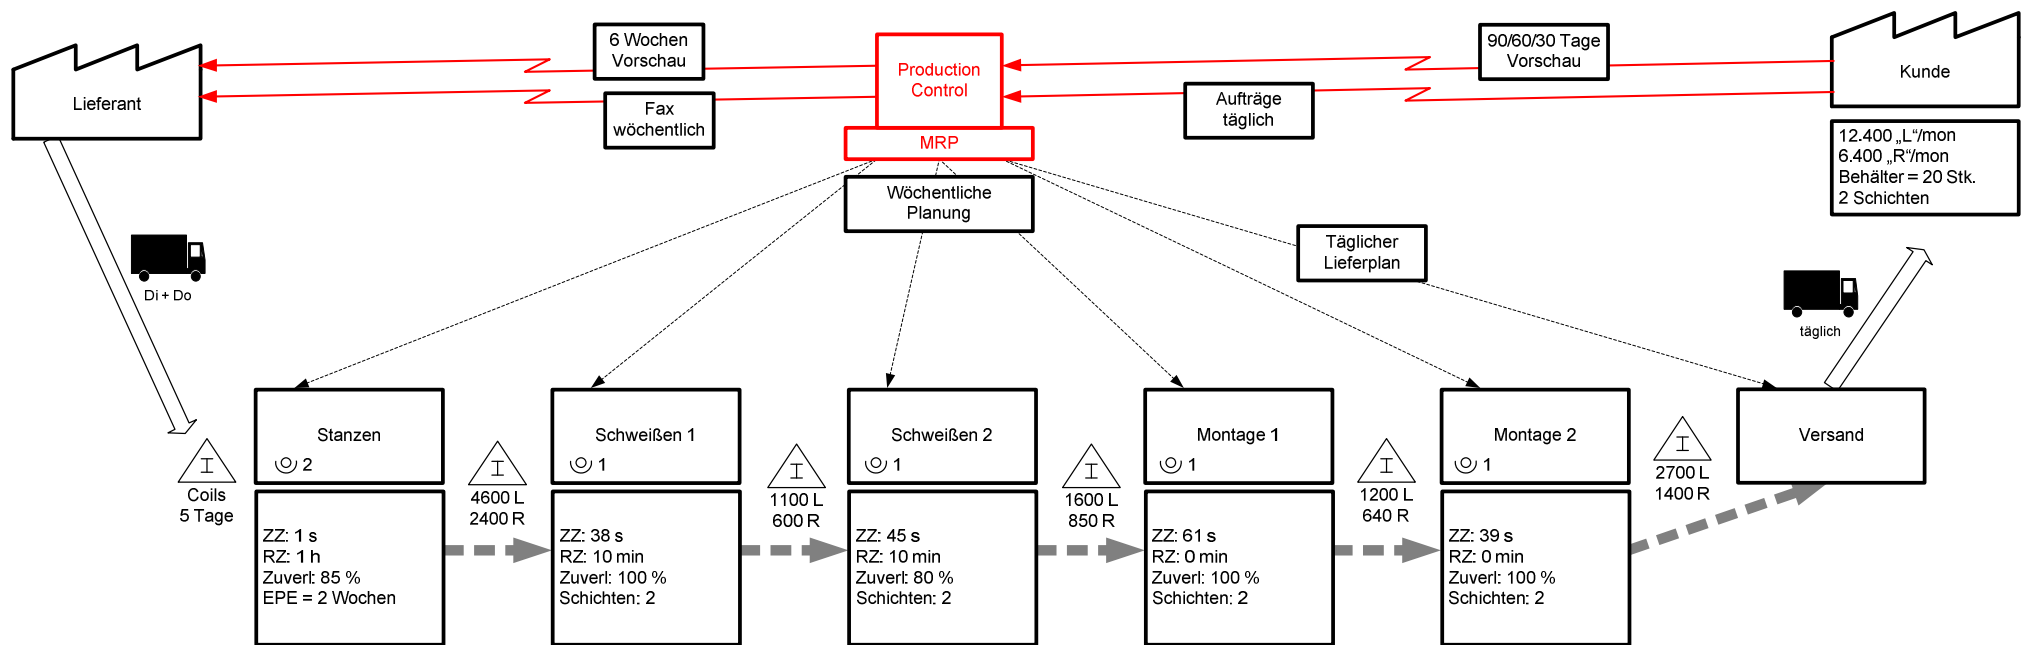 6 Wochen
Vorschau
Production
Control
90/60/30 Tage
Vorschau
Kunde
Lieferant
Fax
wöchentlich
Aufträge
täglich
MRP
12.400 „L“/mon
6.400 „R“/mon
Behälter = 20 Stk.
2 Schichten
Wöchentliche
Planung
Täglicher
Lieferplan
Di + Do
täglich
Stanzen
2
Schweißen 1
1
Schweißen 2
1
Montage 1
1
Montage 2
1
Versand
I
Coils
5 Tage
I
4600 L
2400 R
I
1100 L
600 R
I
1600 L
850 R
I
1200 L
640 R
I
2700 L
1400 R
ZZ: 1 s
RZ: 1 h
Zuverl: 85 %
EPE = 2 Wochen
ZZ: 38 s
RZ: 10 min
Zuverl: 100 %
Schichten: 2
ZZ: 45 s
RZ: 10 min
Zuverl: 80 %
Schichten: 2
ZZ: 61 s
RZ: 0 min
Zuverl: 100 %
Schichten: 2
ZZ: 39 s
RZ: 0 min
Zuverl: 100 %
Schichten: 2